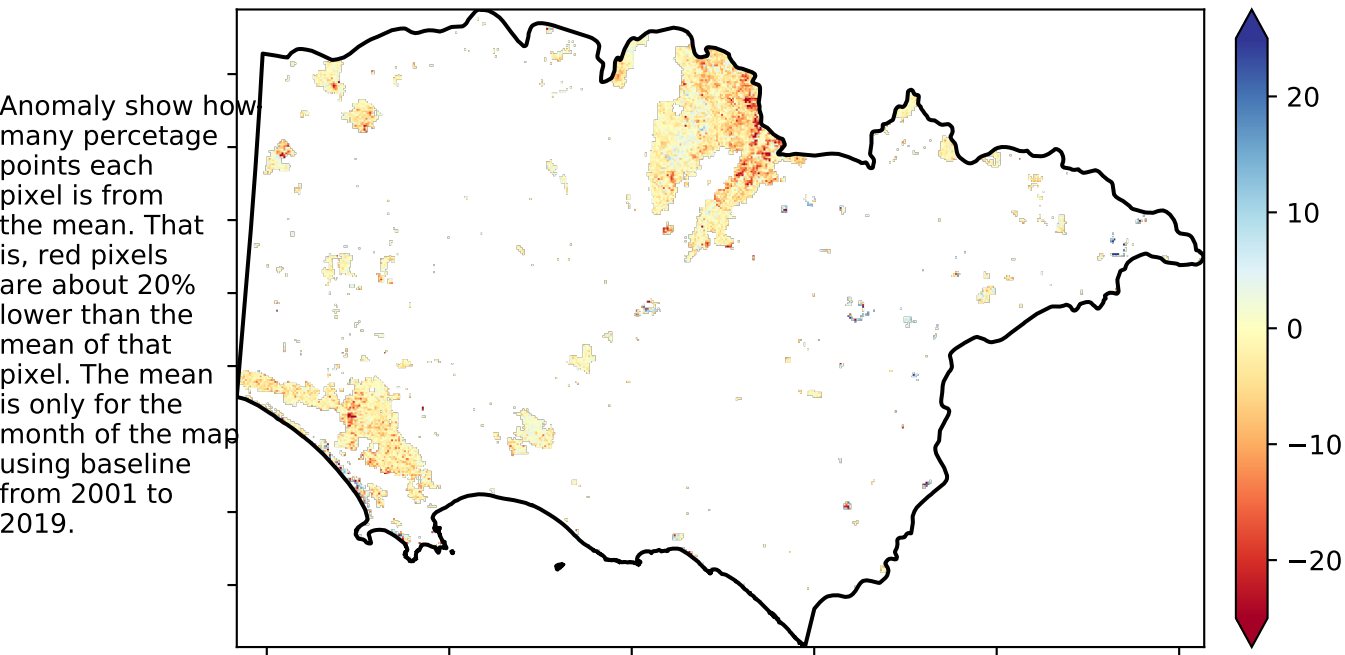 Anomaly show how
many percetage
points each
pixel is from
the mean. That
is, red pixels
are about 20%
lower than the
mean of that
pixel. The mean
is only for the
month of the map
using baseline
from 2001 to
2019.
20
10
0
−10
−20